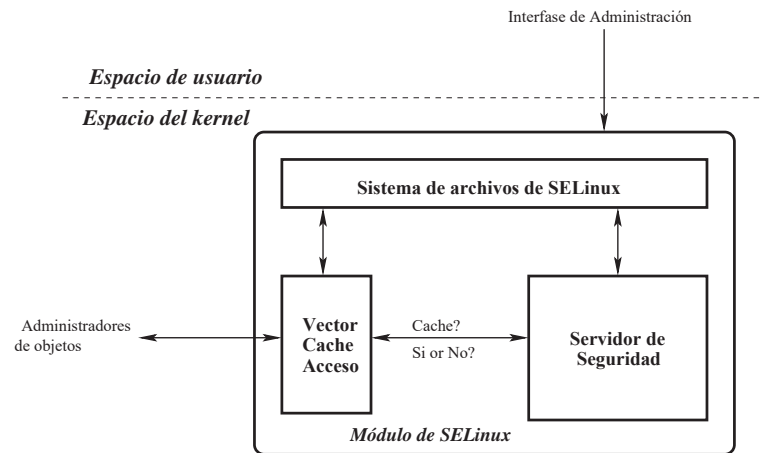 Interfase de Administración
Espacio de usuario
Espacio del kernel
Sistema de archivos de SELinux
Administradores
de objetos
Vector
Cache
Acceso
Cache?
Si or No?
Servidor de
Seguridad
Módulo de SELinux